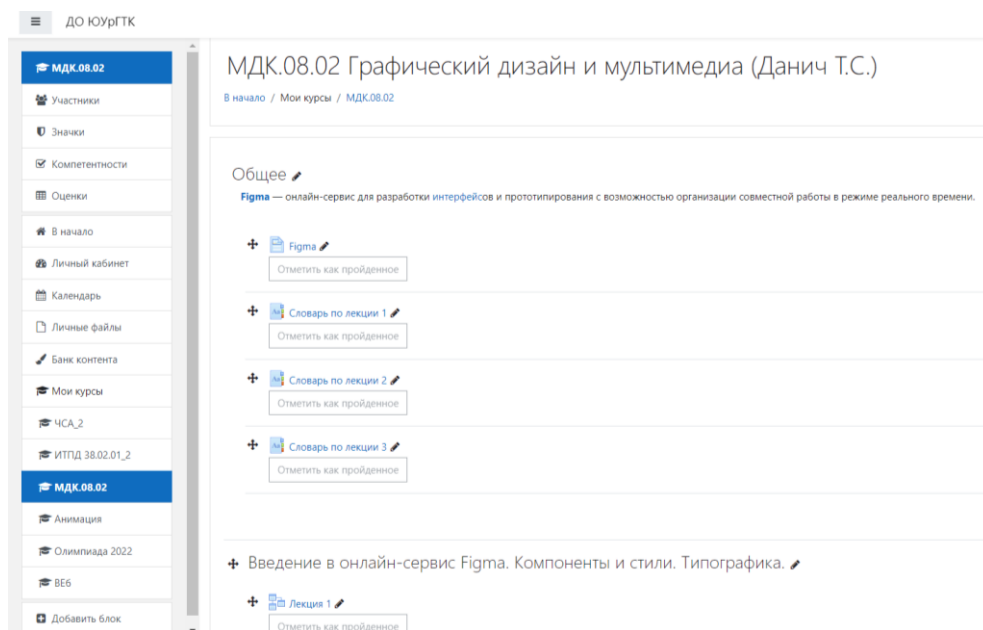 ДО ЮУрГТК
МДК.08.02
Участники
Значки
Компетентности
Оценки
В начало
Личный кабинет
Календарь
Личные файлы
Банк контента
Мои курсы
ЧСА_2
ИТПД 38.02.01_2
МДК.08.02
Анимация
Олимпиада 2022
ВЕ6
Добавить блок
МДК.08.02 Графический дизайн и мультимедиа (Данич Т.С.)
В начало / Мои курсы / МДК.08.02
Общее
Figma — онлайн-сервис для разработки интерфейсов и прототипирования с возможностью организации совместной работы в режиме реального времени.
Figma
Отметить как пройденное
Словарь по лекции 1
Отметить как пройденное
Словарь по лекции 2
Отметить как пройденное
Словарь по лекции 3
Отметить как пройденное
Введение в онлайн-сервис Figma. Компоненты и стили. Типографика.
Лекция 1
Отметить как пройденное